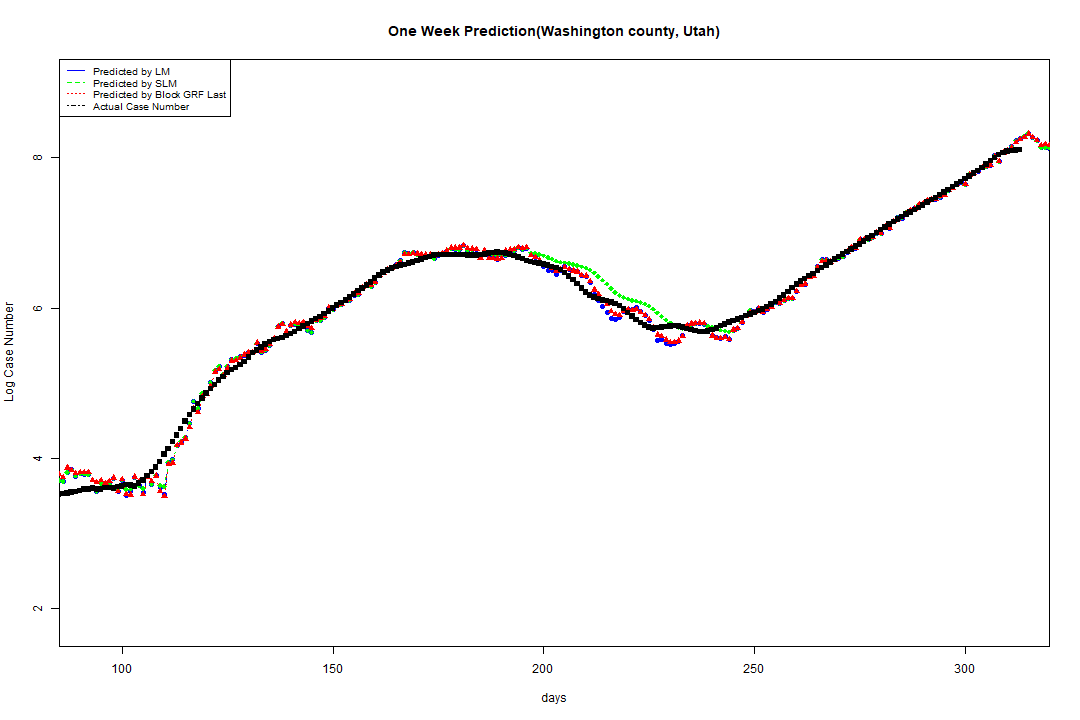 One Week Prediction(Washington county, Utah)
Predicted by LM
Predicted by SLM
Predicted by Block GRF Last
Actual Case Number
8
6
4
2
Log Case Number
100 150 200 250 300
days